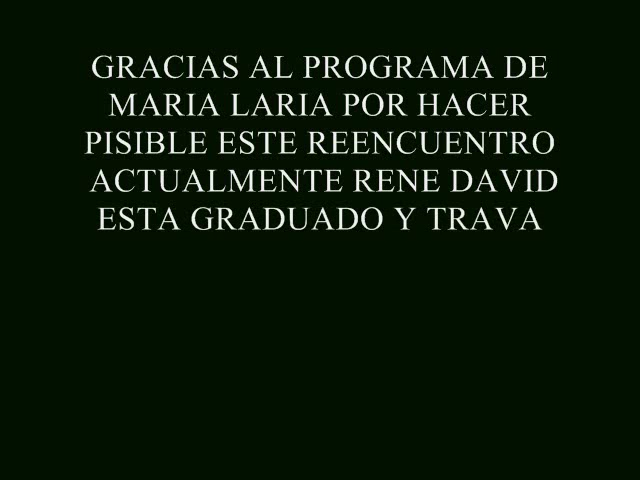 GRACIAS AL PROGRAMA DE
MARIA LARIA POR HACER
PISIBLE ESTE REENCUENTRO
ACTUALMENTE RENE DAVID
ESTA GRADUADO Y TRAVA